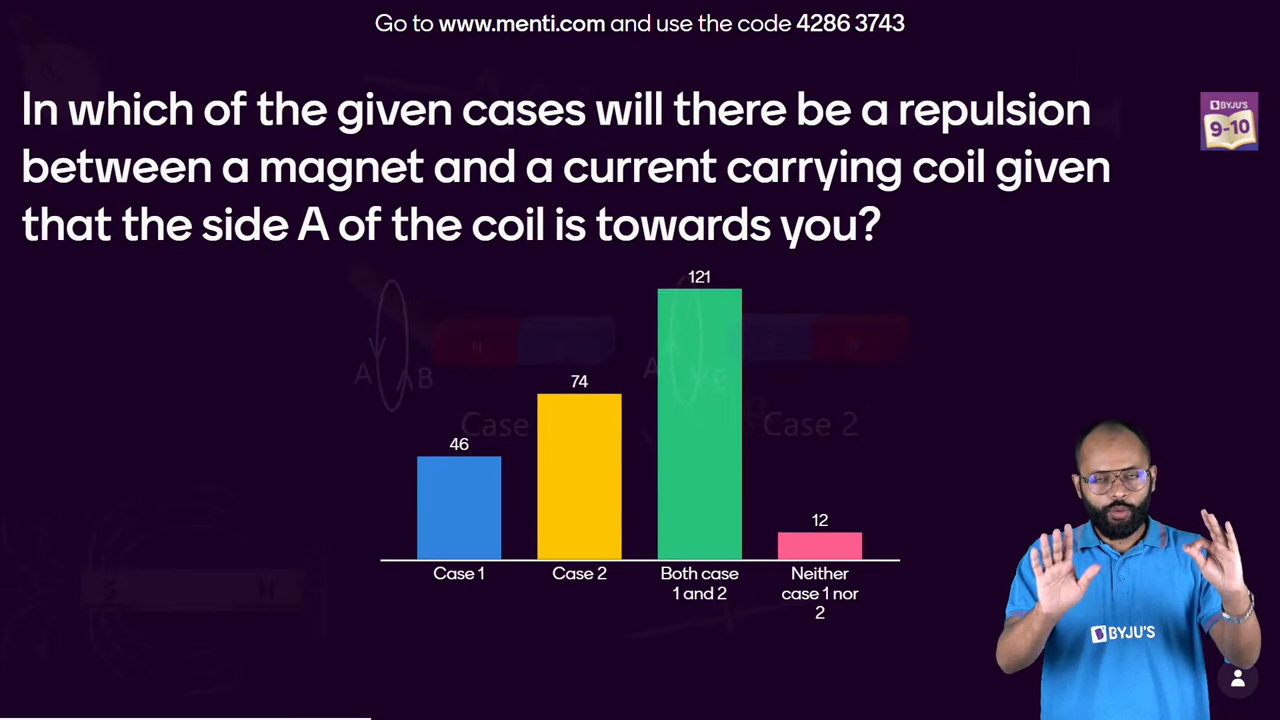 Go to www.menti.com and use the code 4286 3743
In which of the given cases will there be a repulsion
between a magnet and a current carrying coil given
that the side A of the coil is towards you?
BYJU'S
9-10
121
74
46
12
N
N
A
B
A
B
Case
Case 2
S
N
Case 1
Case 2
Both case
1 and 2
Neither
case 1 nor
2
BYJU'S